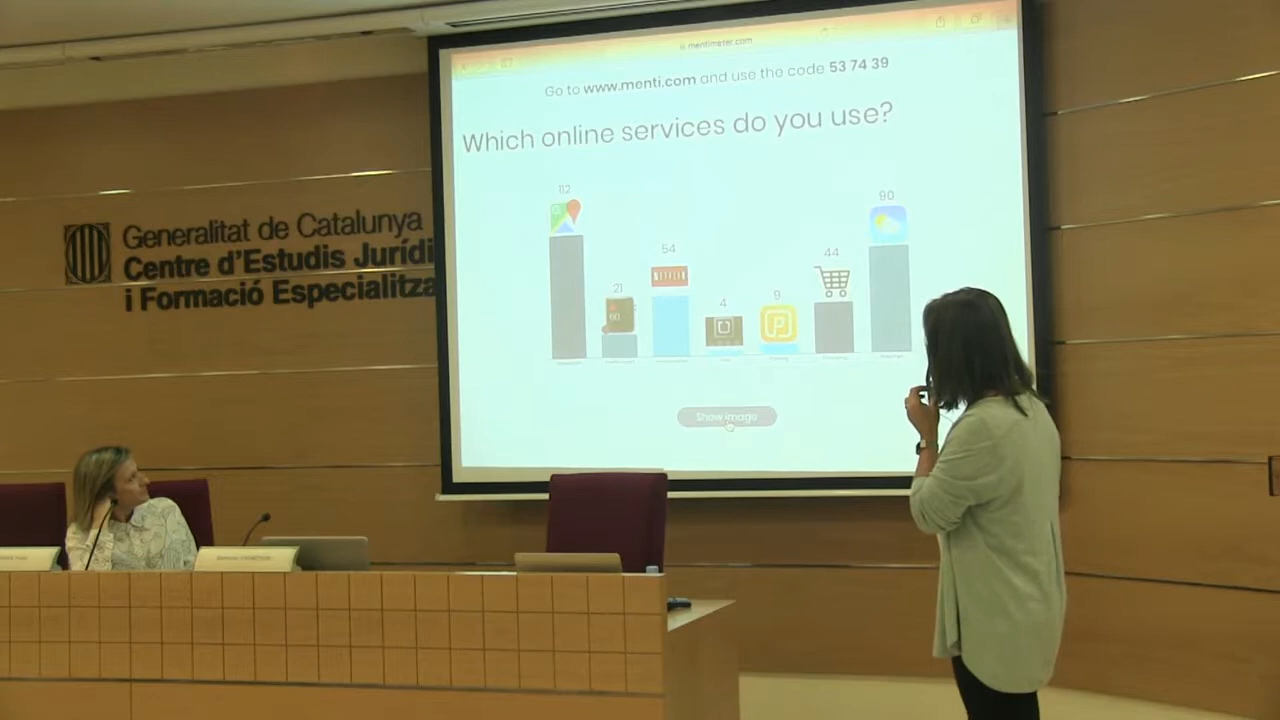 mentimeter.com
Go to www.menti.com and use the code 53 74 39
Which online services do you use?
112
21
54
4
9
44
90
60
NETFLIX
P
Show image
Generalitat de Catalunya
Centre d'Estudis Jurídi
i Formació Especialitza